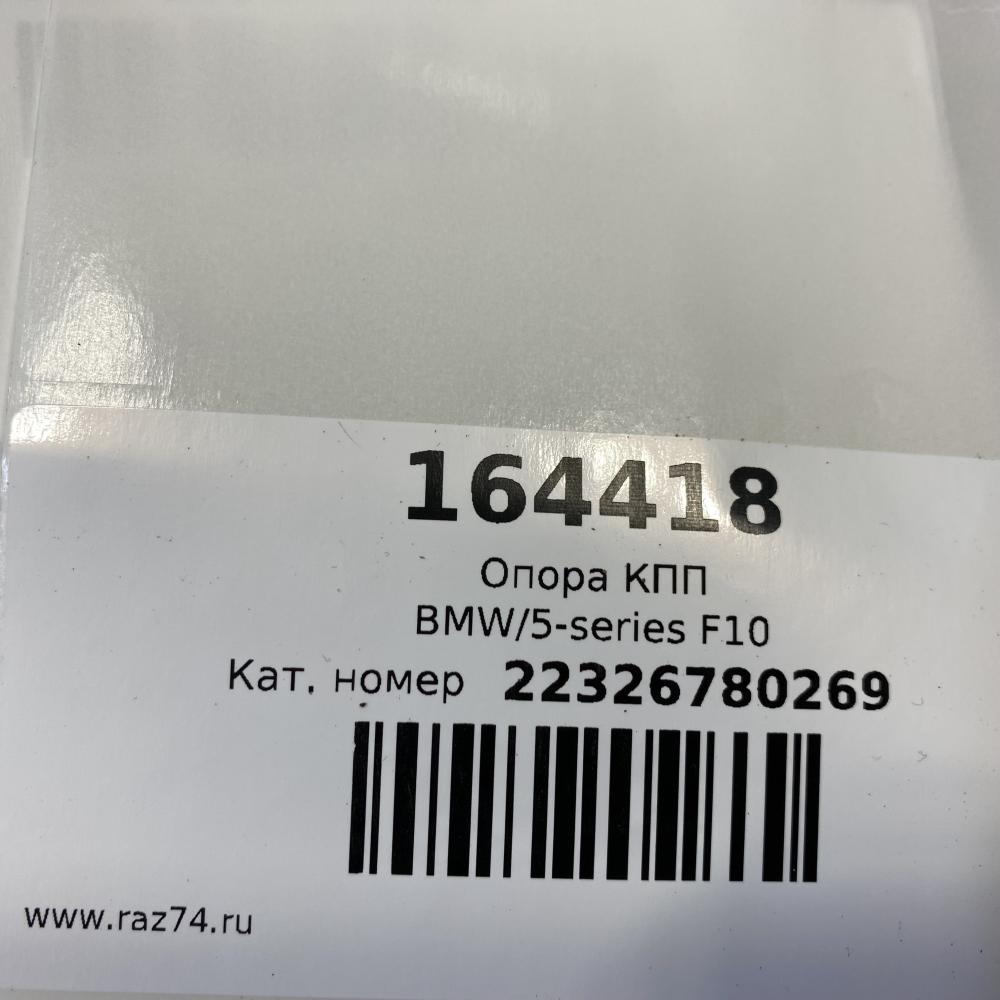 164418
Опора КПП
BMW/5-series F10
Кат. номер 22326780269
www.raz74.ru